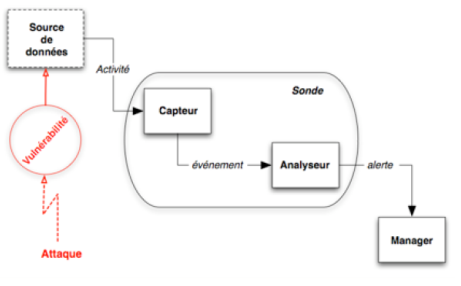 Source
de
données
Activité
Sonde
Capteur
Vulnérabilité
événement
Analyseur
alerte
Attaque
Manager